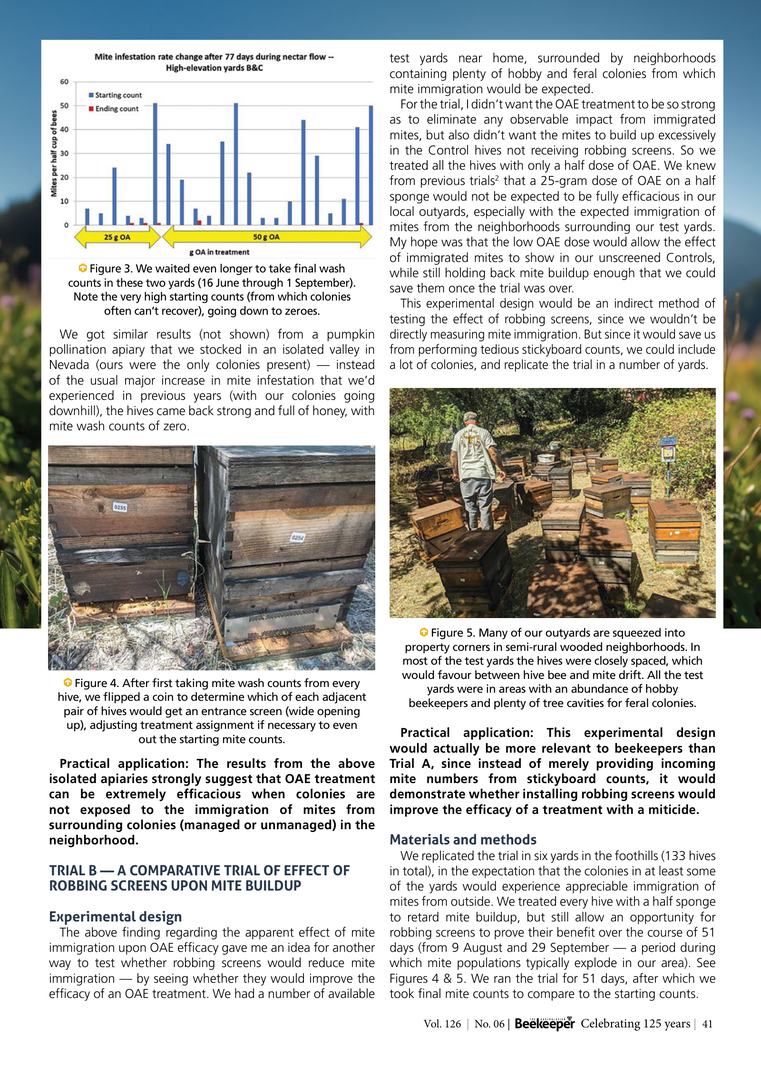 Mite infestation rate change after 77 days during nectar flow --
High-elevation yards B&C
Mites per half cup of bees
60
50
40
30
20
10
0
Starting count
Ending count
25 g OA
50 g OA
g OA in treatment
Figure 3. We waited even longer to take final wash
counts in these two yards (16 June through 1 September).
Note the very high starting counts (from which colonies
often can't recover), going down to zeroes.
We got similar results (not shown) from a pumpkin
pollination apiary that we stocked in an isolated valley in
Nevada (ours were the only colonies present) — instead
of the usual major increase in mite infestation that we'd
experienced in previous years (with our colonies going
downhill), the hives came back strong and full of honey, with
mite wash counts of zero.
0255
0254
Figure 4. After first taking mite wash counts from every
hive, we flipped a coin to determine which of each adjacent
pair of hives would get an entrance screen (wide opening
up), adjusting treatment assignment if necessary to even
out the starting mite counts.
Practical application: The results from the above
isolated apiaries strongly suggest that OAE treatment
can be extremely efficacious when colonies are
not exposed to the immigration of mites from
surrounding colonies (managed or unmanaged) in the
neighborhood.
TRIAL B — A COMPARATIVE TRIAL OF EFFECT OF
ROBBING SCREENS UPON MITE BUILDUP
Experimental design
The above finding regarding the apparent effect of mite
immigration upon OAE efficacy gave me an idea for another
way to test whether robbing screens would reduce mite
immigration — by seeing whether they would improve the
efficacy of an OAE treatment. We had a number of available
test yards near home, surrounded by neighborhoods
containing plenty of hobby and feral colonies from which
mite immigration would be expected.
For the trial, I didn't want the OAE treatment to be so strong
as to eliminate any observable impact from immigrated
mites, but also didn't want the mites to build up excessively
in the Control hives not receiving robbing screens. So we
treated all the hives with only a half dose of OAE. We knew
from previous trials² that a 25-gram dose of OAE on a half
sponge would not be expected to be fully efficacious in our
local outyards, especially with the expected immigration of
mites from the neighborhoods surrounding our test yards.
My hope was that the low OAE dose would allow the effect
of immigrated mites to show in our unscreened Controls,
while still holding back mite buildup enough that we could
save them once the trial was over.
This experimental design would be an indirect method of
testing the effect of robbing screens, since we wouldn't be
directly measuring mite immigration. But since it would save us
from performing tedious stickyboard counts, we could include
a lot of colonies, and replicate the trial in a number of yards.
Figure 5. Many of our outyards are squeezed into
property corners in semi-rural wooded neighborhoods. In
most of the test yards the hives were closely spaced, which
would favour between hive bee and mite drift. All the test
yards were in areas with an abundance of hobby
beekeepers and plenty of tree cavities for feral colonies.
Practical application: This experimental design
would actually be more relevant to beekeepers than
Trial A, since instead of merely providing incoming
mite numbers from stickyboard counts, it would
demonstrate whether installing robbing screens would
improve the efficacy of a treatment with a miticide.
Materials and methods
We replicated the trial in six yards in the foothills (133 hives
in total), in the expectation that the colonies in at least some
of the yards would experience appreciable immigration of
mites from outside. We treated every hive with a half sponge
to retard mite buildup, but still allow an opportunity for
robbing screens to prove their benefit over the course of 51
days (from 9 August and 29 September — a period during
which mite populations typically explode in our area). See
Figures 4 & 5. We ran the trial for 51 days, after which we
took final mite counts to compare to the starting counts.
Vol. 126 | No. 06 | Beekeeper Celebrating 125 years | 41